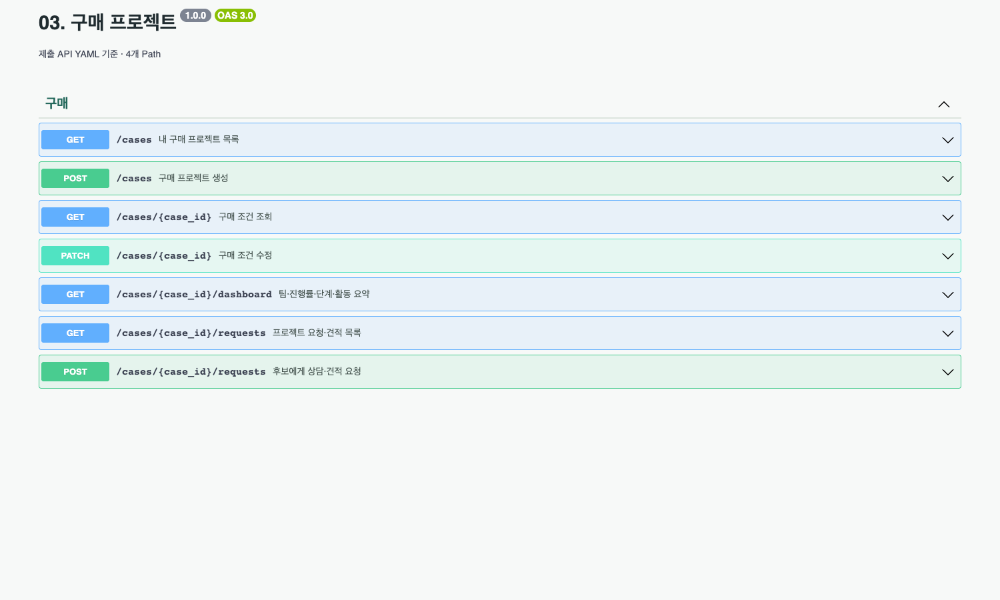 03. 구매 프로젝트 1.0.0 OAS 3.0
제출 API YAML 기준 · 4개 Path
구매
GET /cases 내 구매 프로젝트 목록
POST /cases 구매 프로젝트 생성
GET /cases/{case_id} 구매 조건 조회
PATCH /cases/{case_id} 구매 조건 수정
GET /cases/{case_id}/dashboard 팀·진행률·단계·활동 요약
GET /cases/{case_id}/requests 프로젝트 요청·견적 목록
POST /cases/{case_id}/requests 후보에게 상담·견적 요청